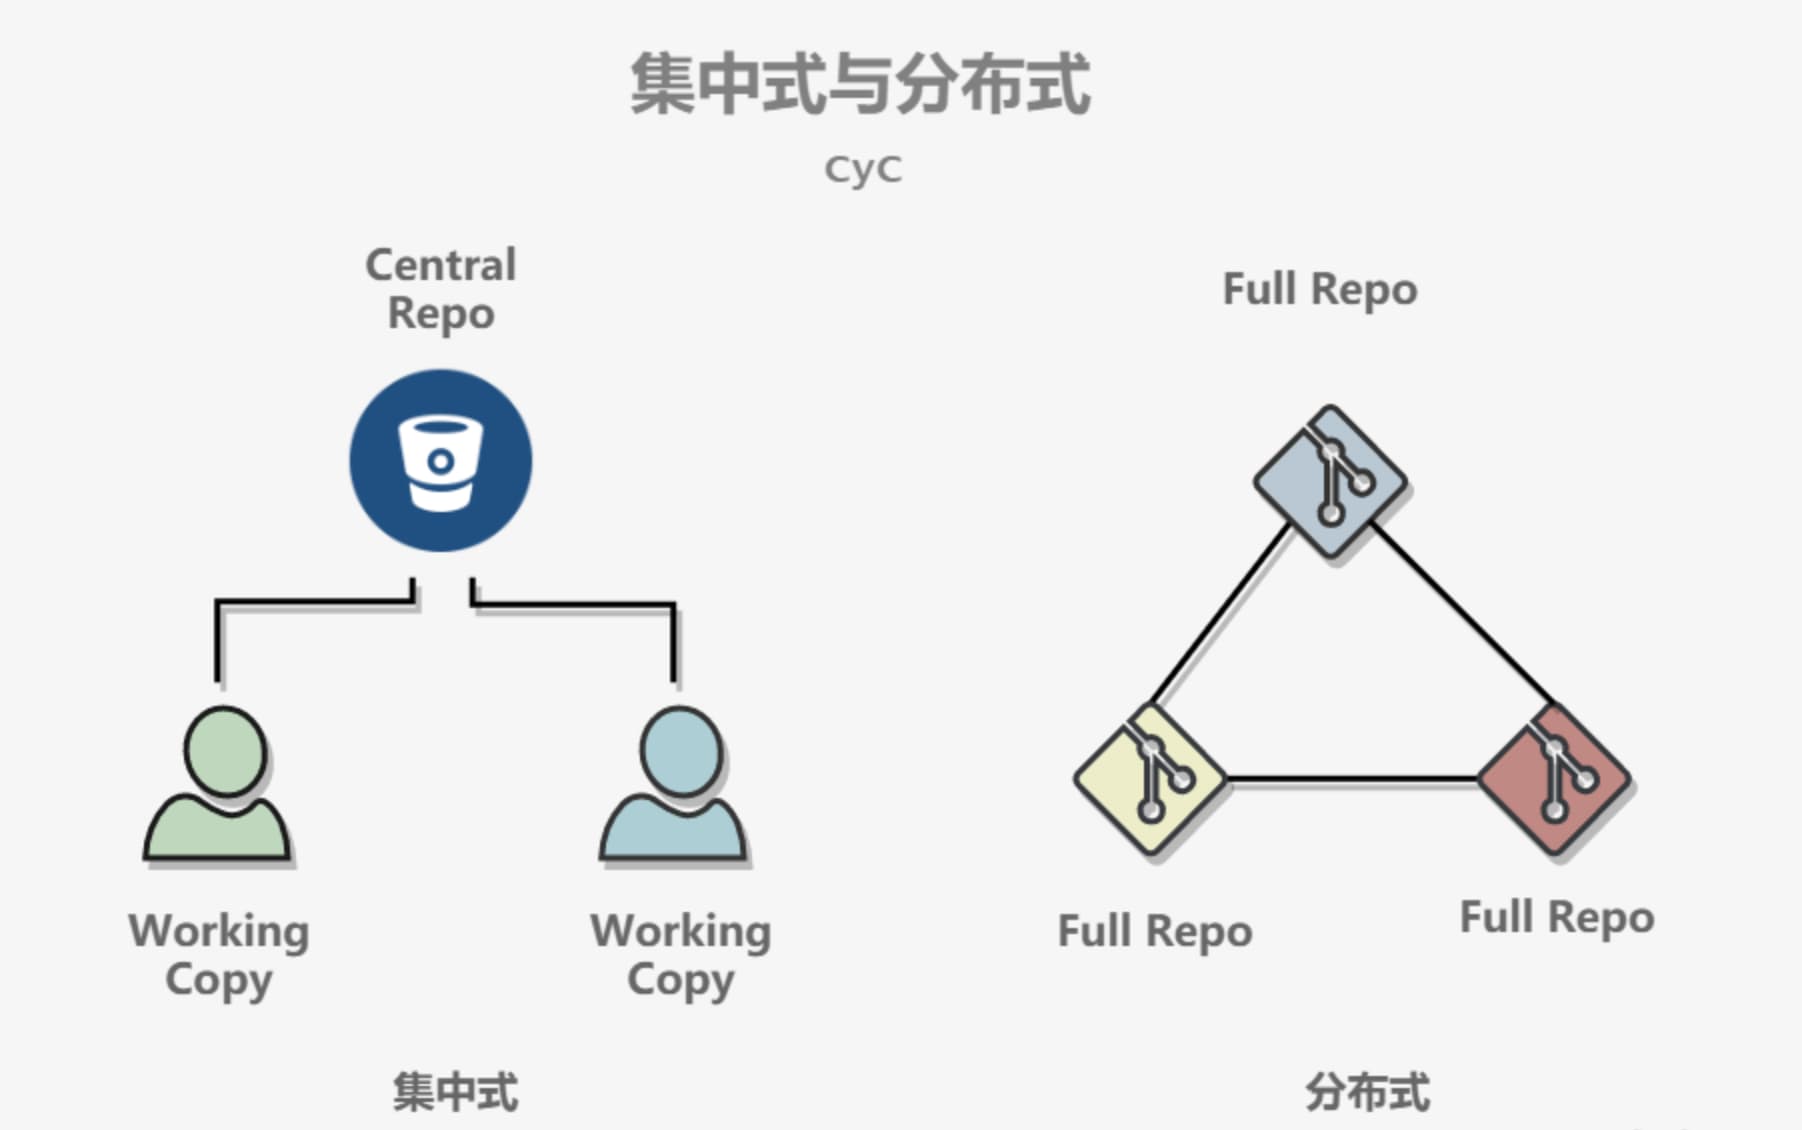 集中式与分布式
CyC
Central
Repo
Full Repo
Working
Copy
Working
Copy
Full Repo
Full Repo
集中式
分布式